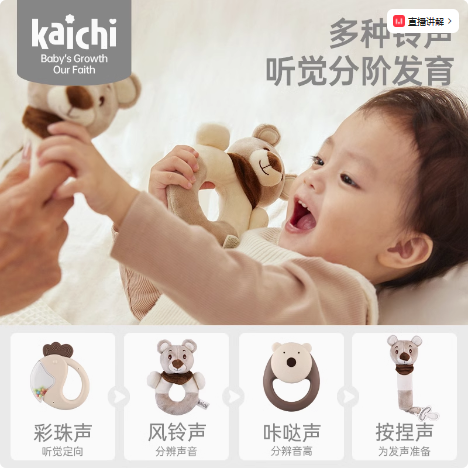 kaichi
Baby's Growth
Our Faith
直播讲解
多种铃声
听觉分阶发育
彩珠声
听觉定向
风铃声
分辨声音
咔哒声
分辨音高
按捏声
为发声准备
kaichi